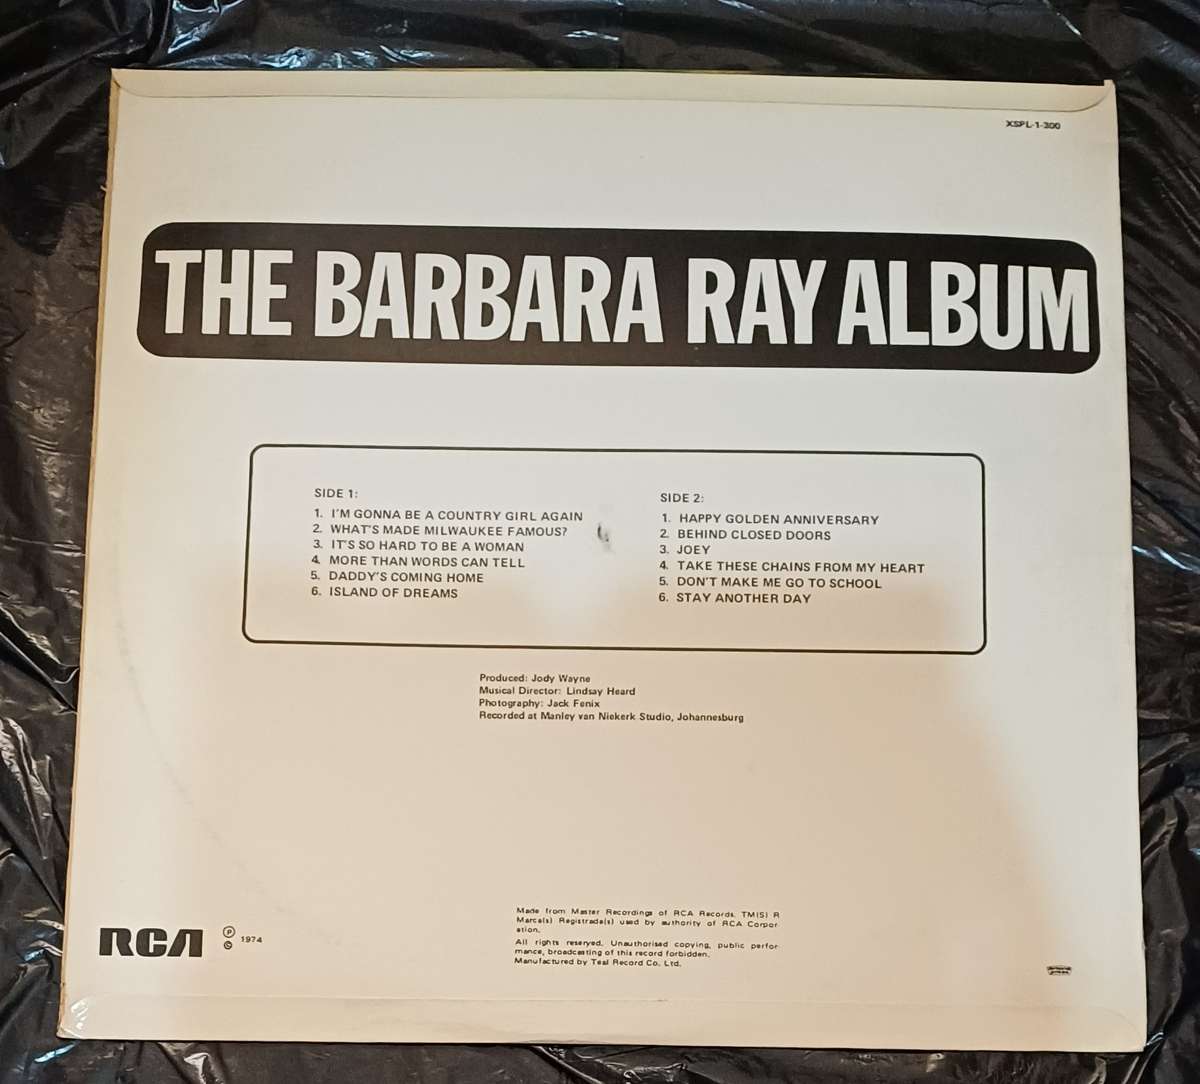 XSPL-1-300
THE BARBARA RAY ALBUM
SIDE 1:
1. I'M GONNA BE A COUNTRY GIRL AGAIN
2. WHAT'S MADE MILWAUKEE FAMOUS?
3. IT'S SO HARD TO BE A WOMAN
4. MORE THAN WORDS CAN TELL
5. DADDY'S COMING HOME
6. ISLAND OF DREAMS
SIDE 2:
1. HAPPY GOLDEN ANNIVERSARY
2. BEHIND CLOSED DOORS
3. JOEY
4. TAKE THESE CHAINS FROM MY HEART
5. DON'T MAKE ME GO TO SCHOOL
6. STAY ANOTHER DAY
Produced: Jody Wayne
Musical Director: Lindsay Heard
Photography: Jack Fenix
Recorded at Manley van Niekerk Studio, Johannesburg
Made from Master Recordings of RCA Records. TM(S) R
Marca(s) Registrada(s) used by authority of RCA Corpor
ation.
All rights reserved. Unauthorised copying, public perfor-
mance, broadcasting of this record forbidden.
Manufactured by Teal Record Co. Ltd.
RCA ℗ © 1974